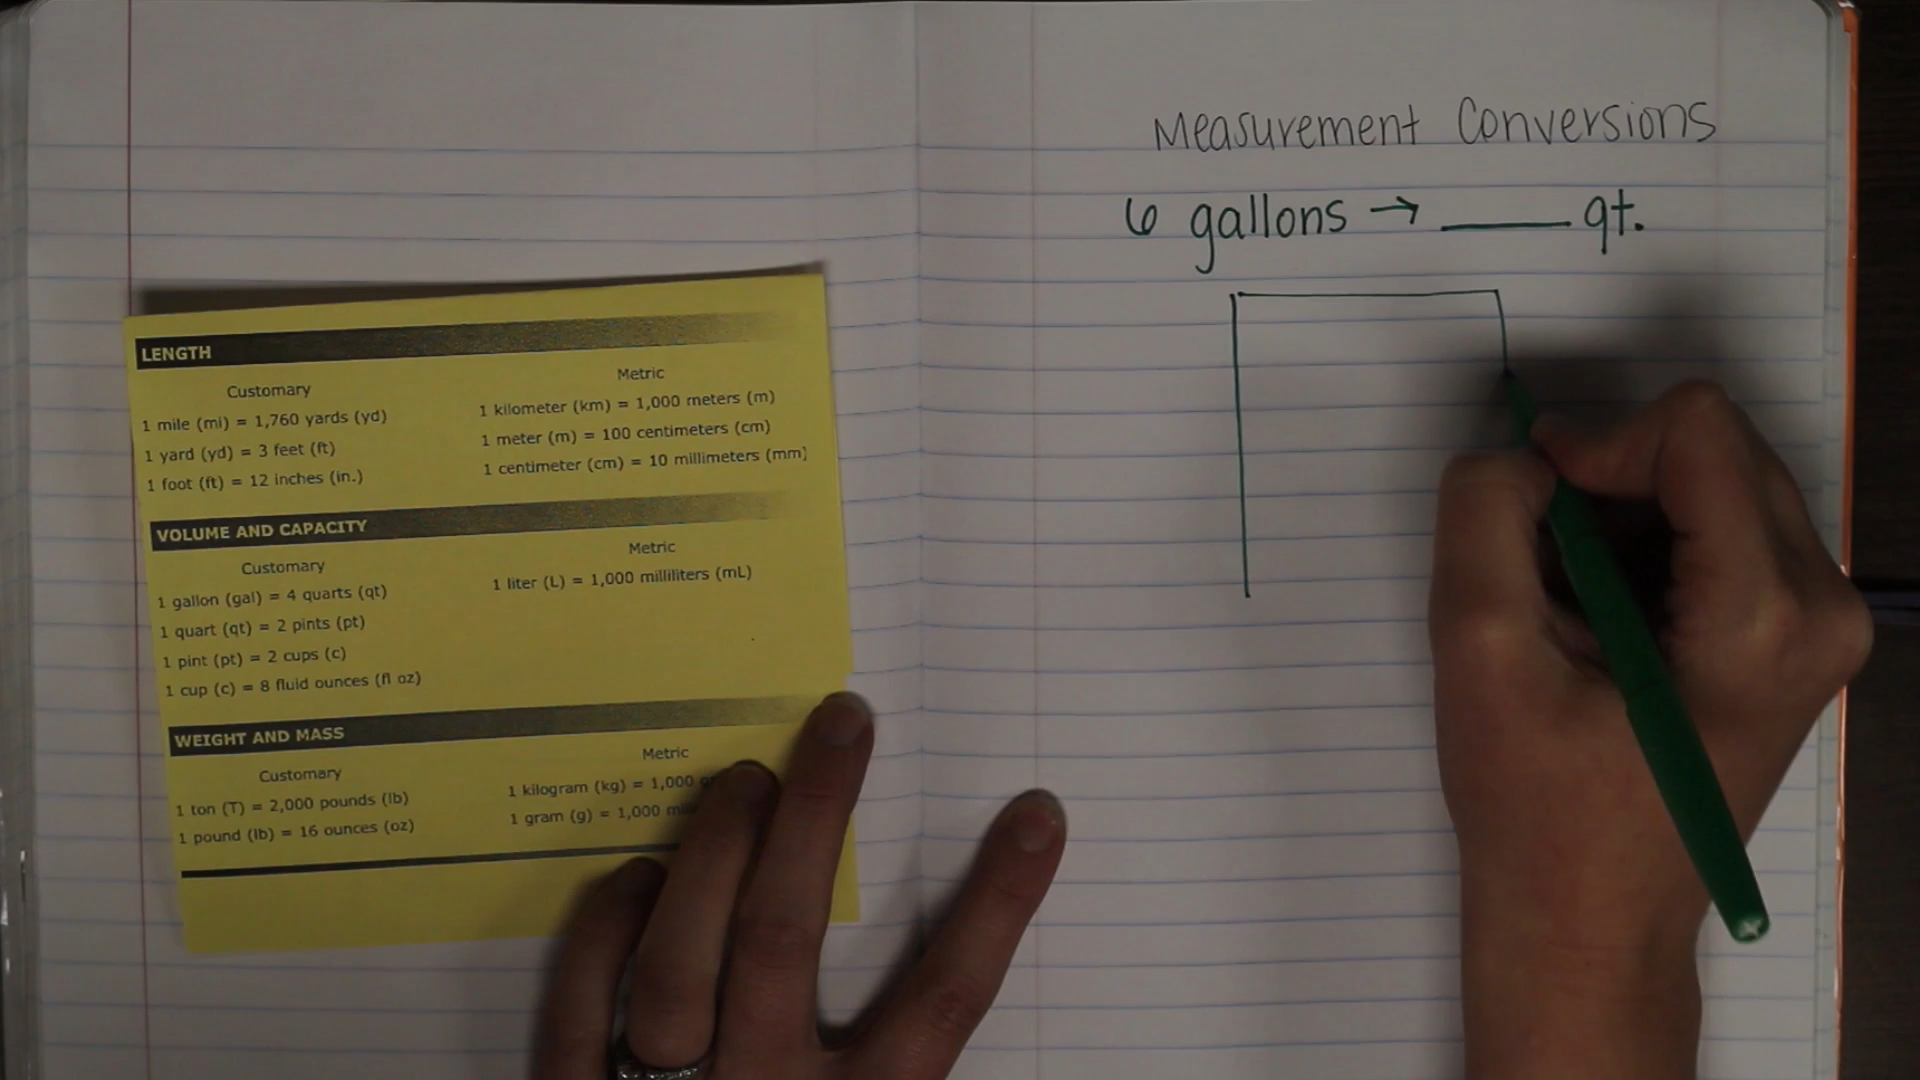 Measurement Conversions
6 gallons → ____ qt.
LENGTH
Customary
1 mile (mi) = 1,760 yards (yd)
1 yard (yd) = 3 feet (ft)
1 foot (ft) = 12 inches (in.)
Metric
1 kilometer (km) = 1,000 meters (m)
1 meter (m) = 100 centimeters (cm)
1 centimeter (cm) = 10 millimeters (mm)
VOLUME AND CAPACITY
Customary
1 gallon (gal) = 4 quarts (qt)
1 quart (qt) = 2 pints (pt)
1 pint (pt) = 2 cups (c)
1 cup (c) = 8 fluid ounces (fl oz)
Metric
1 liter (L) = 1,000 milliliters (mL)
WEIGHT AND MASS
Customary
1 ton (T) = 2,000 pounds (lb)
1 pound (lb) = 16 ounces (oz)
Metric
1 kilogram (kg) = 1,000
1 gram (g) = 1,000